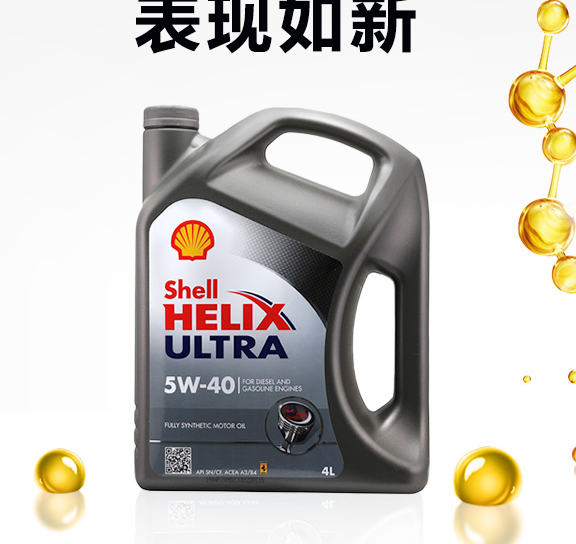 表现如新
Shell
HELIX
ULTRA
5W-40
FOR DIESEL AND
GASOLINE ENGINES
FULLY SYNTHETIC MOTOR OIL
API SN/CF, ACEA A3/B4
4L